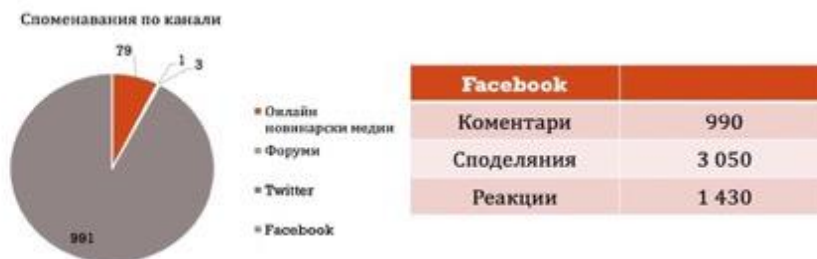 Споменавания по канали
79
1
3
991
Онлайн
новинарски медии
Форуми
Twitter
Facebook
Facebook
Коментари 990
Споделяния 3 050
Реакции 1 430